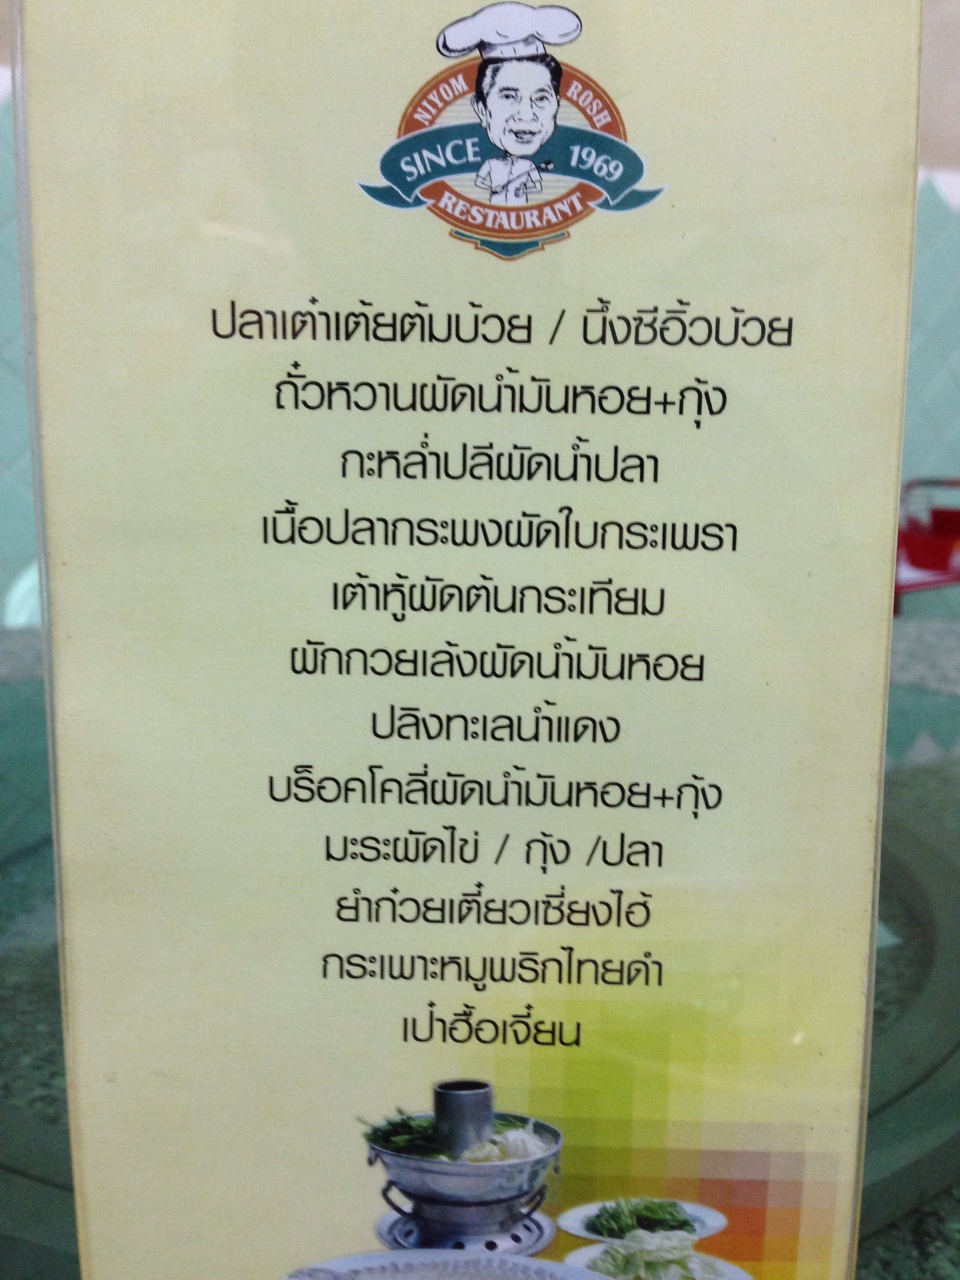 NIYOM ROSH
SINCE 1969
RESTAURANT
ปลาเต๋าเต้ยต้มบ้วย / นึ้งซีอิ้วบ้วย
ถั่วหวานผัดน้ำมันหอย+กุ้ง
กะหล่ำปลีผัดน้ำปลา
เนื้อปลากระพงผัดใบกระเพรา
เต้าหู้ผัดต้นกระเทียม
ผักกวยเล้งผัดน้ำมันหอย
ปลิงทะเลน้ำแดง
บร็อคโคลี่ผัดน้ำมันหอย+กุ้ง
มะระผัดไข่ / กุ้ง /ปลา
ยำก๋วยเตี๋ยวเซี่ยงไฮ้
กระเพาะหมูพริกไทยดำ
เป๋าฮื้อเจี๋ยน